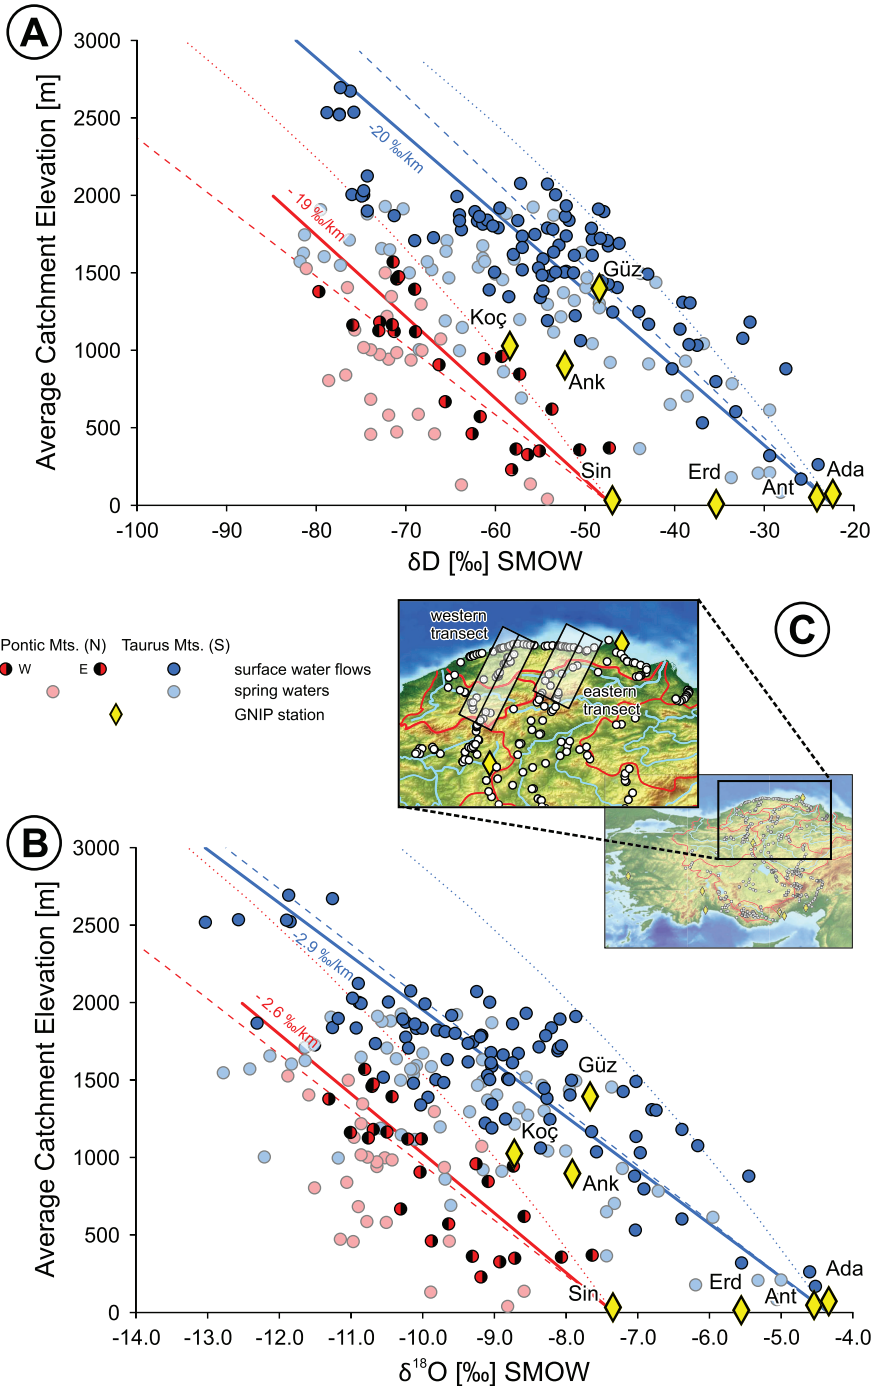 A
3000
2500
2000
1500
1000
500
0
Average Catchment Elevation [m]
-20 ‰/km
- 19 ‰/km
Güz
Koç
Ank
Sin
Erd
Ant
Ada
-100
-90
-80
-70
-60
-50
-40
-30
-20
δD [‰] SMOW
C
western
transect
eastern
transect
Pontic Mts. (N) Taurus Mts. (S)
W E surface water flows
spring waters
GNIP station
B
3000
2500
2000
1500
1000
500
0
Average Catchment Elevation [m]
-2.9 ‰/km
- 2.6 ‰/km
Güz
Koç
Ank
Sin
Erd
Ant
Ada
-14.0
-13.0
-12.0
-11.0
-10.0
-9.0
-8.0
-7.0
-6.0
-5.0
-4.0
δ¹⁸O [‰] SMOW